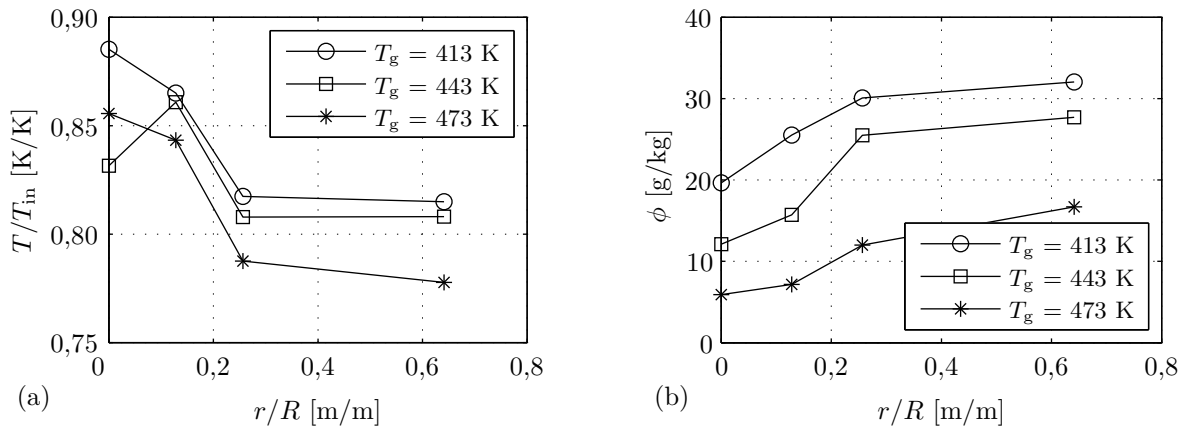 0,90
0,85
0,80
0,75
T/T_in [K/K]
T_g = 413 K
T_g = 443 K
T_g = 473 K
0 0,2 0,4 0,6 0,8
r/R [m/m]
(a)
40
30
20
10
0
ϕ [g/kg]
T_g = 413 K
T_g = 443 K
T_g = 473 K
0 0,2 0,4 0,6 0,8
r/R [m/m]
(b)